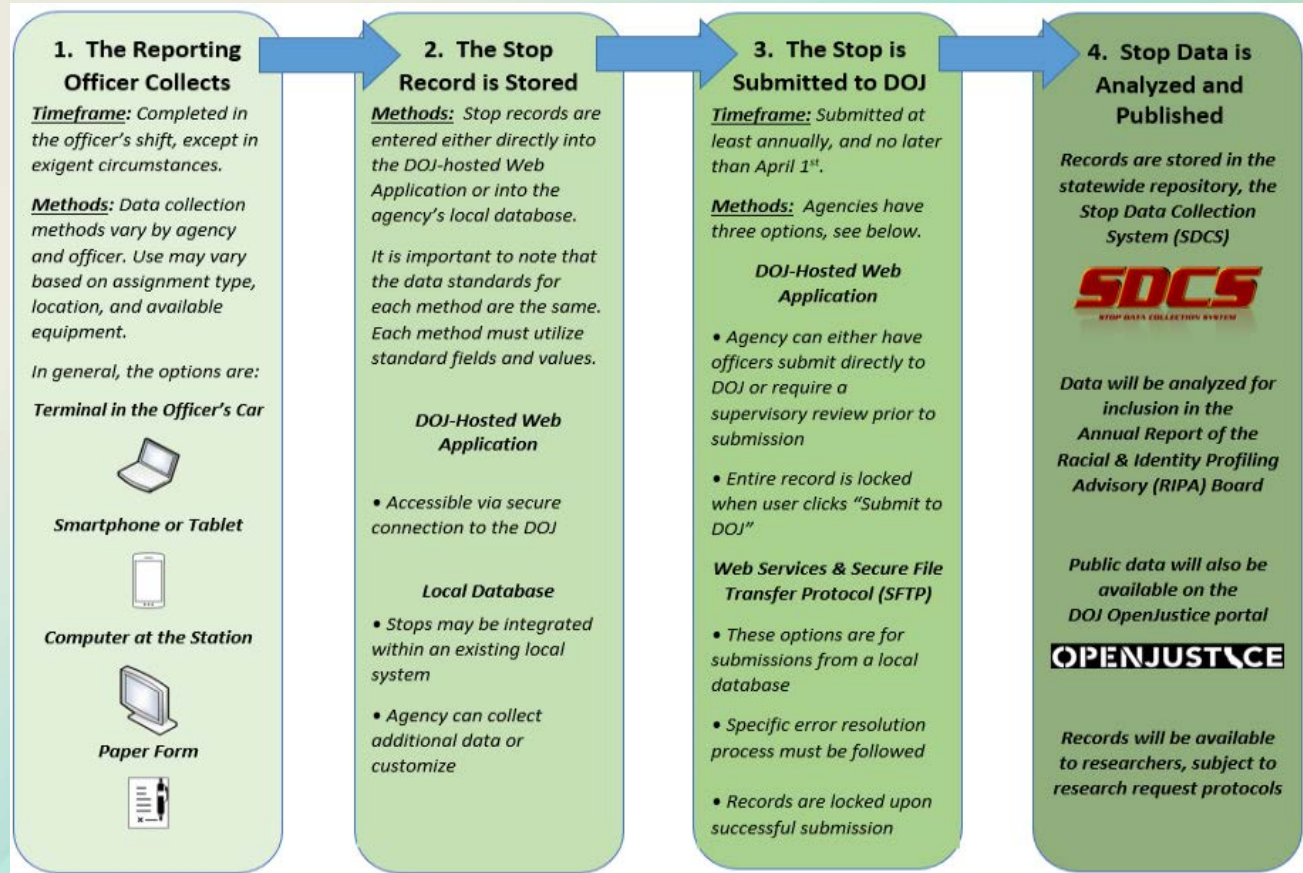 1. The Reporting
Officer Collects
Timeframe: Completed in
the officer's shift, except in
exigent circumstances.
Methods: Data collection
methods vary by agency
and officer. Use may vary
based on assignment type,
location, and available
equipment.
In general, the options are:
Terminal in the Officer's Car
Smartphone or Tablet
Computer at the Station
Paper Form
2. The Stop
Record is Stored
Methods: Stop records are
entered either directly into
the DOJ-hosted Web
Application or into the
agency's local database.
It is important to note that
the data standards for
each method are the same.
Each method must utilize
standard fields and values.
DOJ-Hosted Web
Application
• Accessible via secure
connection to the DOJ
Local Database
• Stops may be integrated
within an existing local
system
• Agency can collect
additional data or
customize
3. The Stop is
Submitted to DOJ
Timeframe: Submitted at
least annually, and no later
than April 1st.
Methods: Agencies have
three options, see below.
DOJ-Hosted Web
Application
• Agency can either have
officers submit directly to
DOJ or require a
supervisory review prior to
submission
• Entire record is locked
when user clicks "Submit to
DOJ"
Web Services & Secure File
Transfer Protocol (SFTP)
• These options are for
submissions from a local
database
• Specific error resolution
process must be followed
• Records are locked upon
successful submission
4. Stop Data is
Analyzed and
Published
Records are stored in the
statewide repository, the
Stop Data Collection
System (SDCS)
SDCS
STOP DATA COLLECTION SYSTEM
Data will be analyzed for
inclusion in the
Annual Report of the
Racial & Identity Profiling
Advisory (RIPA) Board
Public data will also be
available on the
DOJ OpenJustice portal
OPENJUSTICE
Records will be available
to researchers, subject to
research request protocols